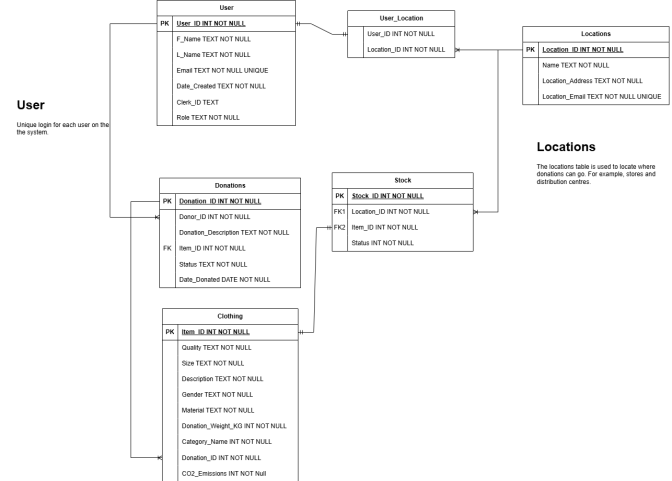 User
PK User_ID INT NOT NULL
F_Name TEXT NOT NULL
L_Name TEXT NOT NULL
Email TEXT NOT NULL UNIQUE
Date_Created TEXT NOT NULL
Clerk_ID TEXT
Role TEXT NOT NULL
User_Location
User_ID INT NOT NULL
Location_ID INT NOT NULL
Locations
PK Location_ID INT NOT NULL
Name TEXT NOT NULL
Location_Address TEXT NOT NULL
Location_Email TEXT NOT NULL UNIQUE
User
Unique login for each user on the
the system.
Locations
The locations table is used to locate where
donations can go. For example, stores and
distribution centres.
Donations
PK Donation_ID INT NOT NULL
Donor_ID INT NOT NULL
Donation_Description TEXT NOT NULL
FK Item_ID INT NOT NULL
Status TEXT NOT NULL
Date_Donated DATE NOT NULL
Stock
PK Stock_ID INT NOT NULL
FK1 Location_ID INT NOT NULL
FK2 Item_ID INT NOT NULL
Status INT NOT NULL
Clothing
PK Item_ID INT NOT NULL
Quality TEXT NOT NULL
Size TEXT NOT NULL
Description TEXT NOT NULL
Gender TEXT NOT NULL
Material TEXT NOT NULL
Donation_Weight_KG INT NOT NULL
Category_Name INT NOT NULL
Donation_ID INT NOT NULL
CO2_Emissions INT NOT Null